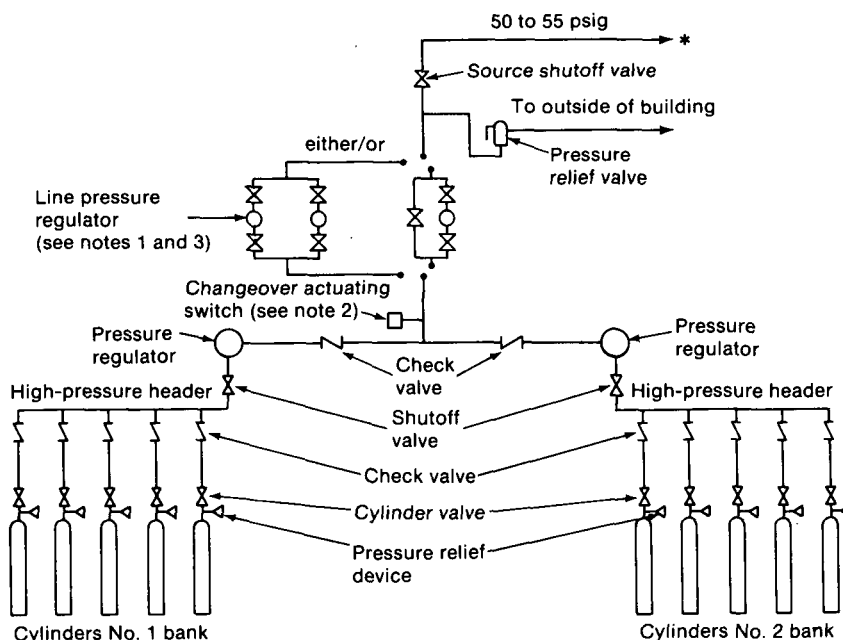 50 to 55 psig
*
Source shutoff valve
To outside of building
either/or
Pressure
relief valve
Line pressure
regulator
(see notes 1 and 3)
Changeover actuating
switch (see note 2)
Pressure
regulator
Pressure
regulator
Check
valve
High-pressure header
High-pressure header
Shutoff
valve
Check valve
Cylinder valve
Pressure relief
device
Cylinders No. 1 bank
Cylinders No. 2 bank